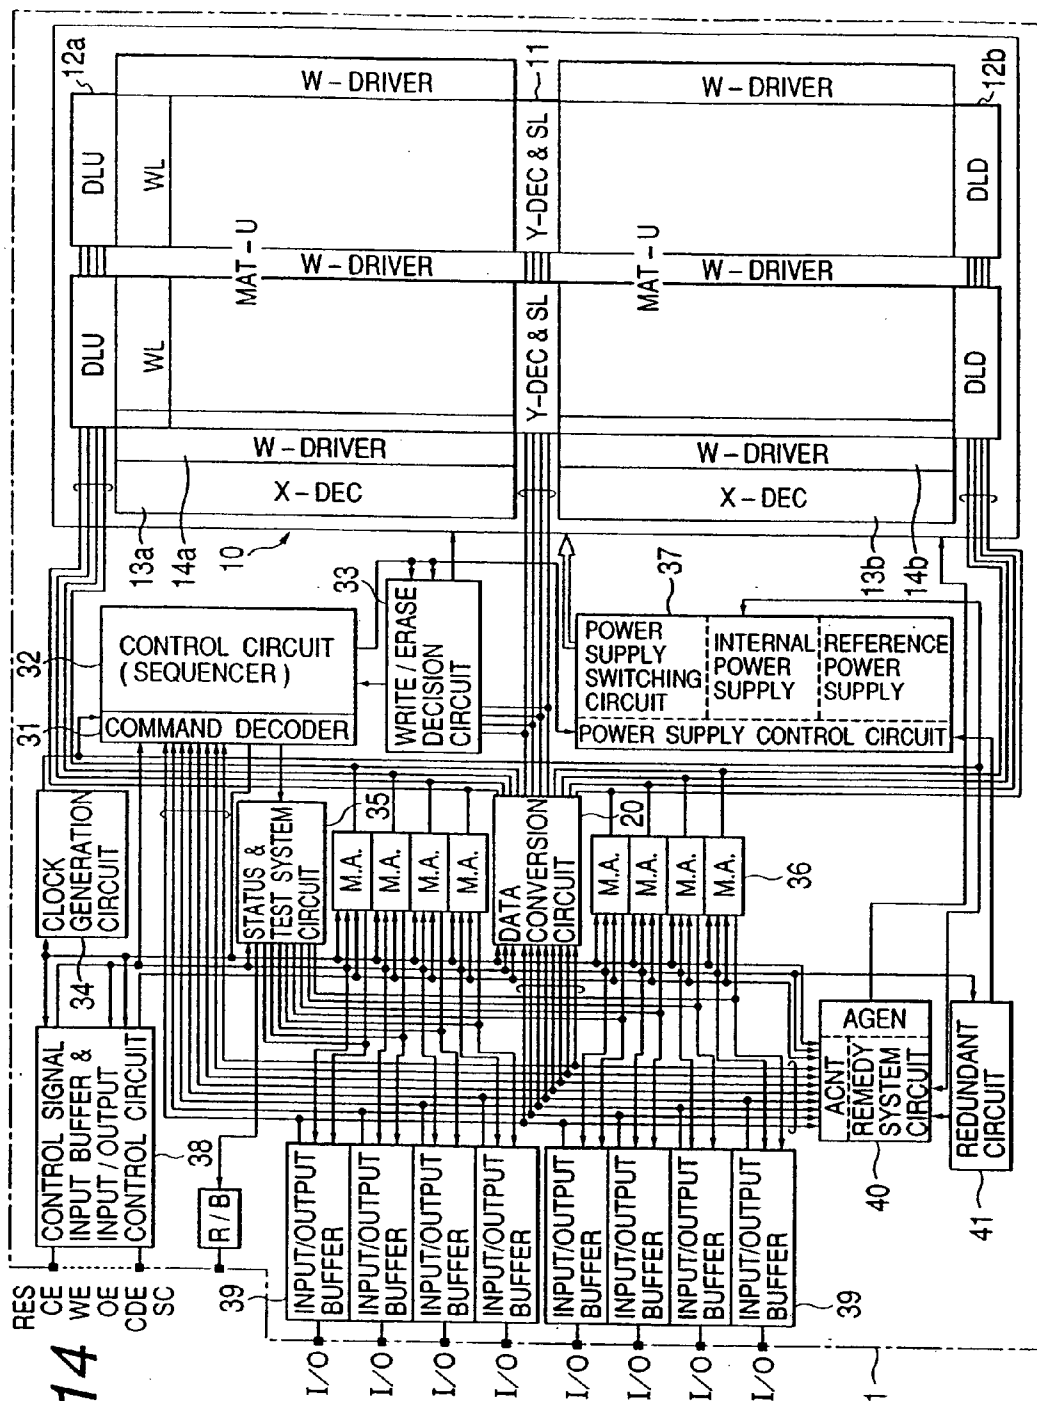 14
RES
CE
WE
OE
CDE
SC
CONTROL SIGNAL
INPUT BUFFER &
INPUT/OUTPUT
CONTROL CIRCUIT
38
34
CLOCK
GENERATION
CIRCUIT
31
32
CONTROL CIRCUIT
(SEQUENCER)
COMMAND DECODER
R/B
STATUS &
TEST SYSTEM
CIRCUIT
35
33
WRITE/ERASE
DECISION
CIRCUIT
10
13a
14a
X-DEC
W-DRIVER
DLU
WL
MAT-U
W-DRIVER
DLU
WL
W-DRIVER
12a
Y-DEC & SL
Y-DEC & SL
11
X-DEC
W-DRIVER
MAT-U
W-DRIVER
W-DRIVER
DLD
DLD
12b
13b
14b
37
POWER
SUPPLY
SWITCHING
CIRCUIT
INTERNAL
POWER
SUPPLY
REFERENCE
POWER
SUPPLY
POWER SUPPLY CONTROL CIRCUIT
M.A.
M.A.
M.A.
M.A.
DATA
CONVERSION
CIRCUIT
20
M.A.
M.A.
M.A.
M.A.
36
39
INPUT/OUTPUT
BUFFER
INPUT/OUTPUT
BUFFER
INPUT/OUTPUT
BUFFER
INPUT/OUTPUT
BUFFER
INPUT/OUTPUT
BUFFER
INPUT/OUTPUT
BUFFER
INPUT/OUTPUT
BUFFER
INPUT/OUTPUT
BUFFER
39
I/O
I/O
I/O
I/O
I/O
I/O
I/O
I/O
ACNT
AGEN
REMEDY
SYSTEM
CIRCUIT
40
REDUNDANT
CIRCUIT
41
1